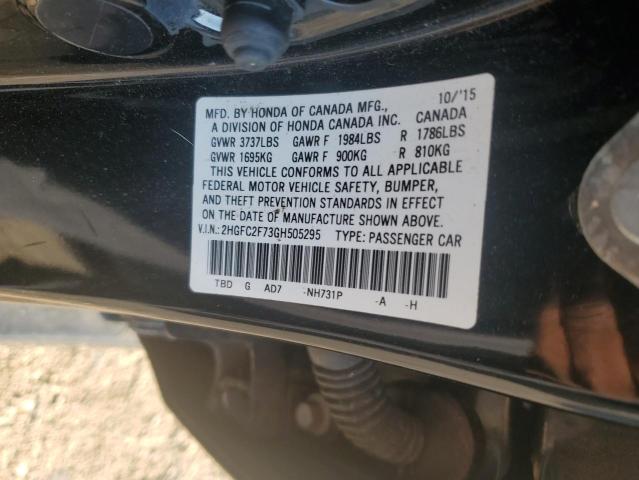 MFD. BY HONDA OF CANADA MFG., 10/'15
A DIVISION OF HONDA CANADA INC. CANADA
GVWR 3737LBS GAWR F 1984LBS R 1786LBS
GVWR 1695KG GAWR F 900KG R 810KG
THIS VEHICLE CONFORMS TO ALL APPLICABLE
FEDERAL MOTOR VEHICLE SAFETY, BUMPER,
AND THEFT PREVENTION STANDARDS IN EFFECT
ON THE DATE OF MANUFACTURE SHOWN ABOVE.
V.I.N.: 2HGFC2F73GH505295 TYPE: PASSENGER CAR
TBD G AD7 -NH731P -A -H